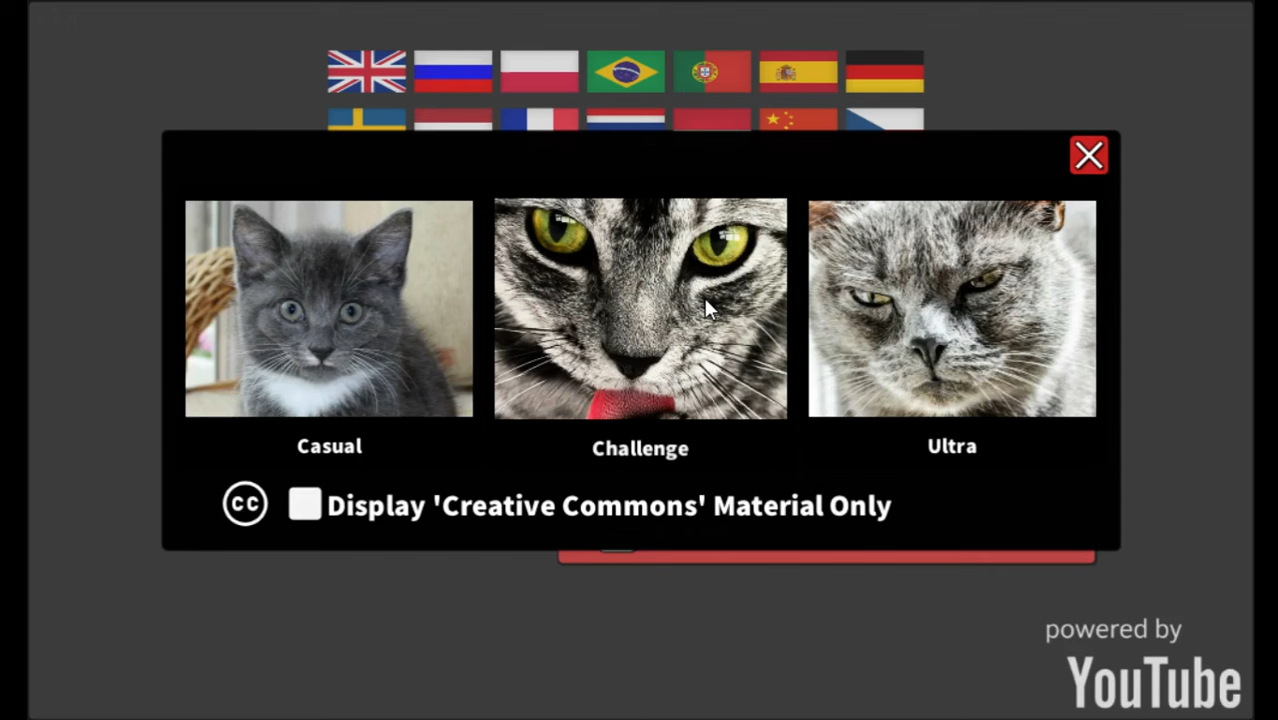 Casual
Challenge
Ultra
CC Display 'Creative Commons' Material Only
powered by
YouTube